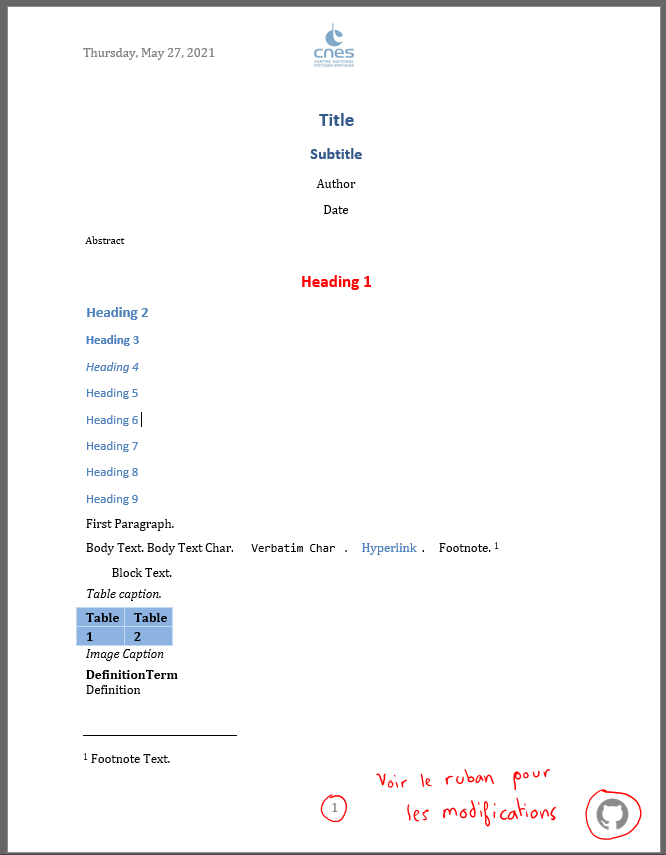 Thursday, May 27, 2021
cnes
CENTRE NATIONAL
D'ÉTUDES SPATIALES
Title
Subtitle
Author
Date
Abstract
Heading 1
Heading 2
Heading 3
Heading 4
Heading 5
Heading 6
Heading 7
Heading 8
Heading 9
First Paragraph.
Body Text. Body Text Char. Verbatim Char . Hyperlink . Footnote. 1
Block Text.
Table caption.
Table Table
1 2
Image Caption
DefinitionTerm
Definition
1 Footnote Text.
Voir le ruban pour
les modifications
1